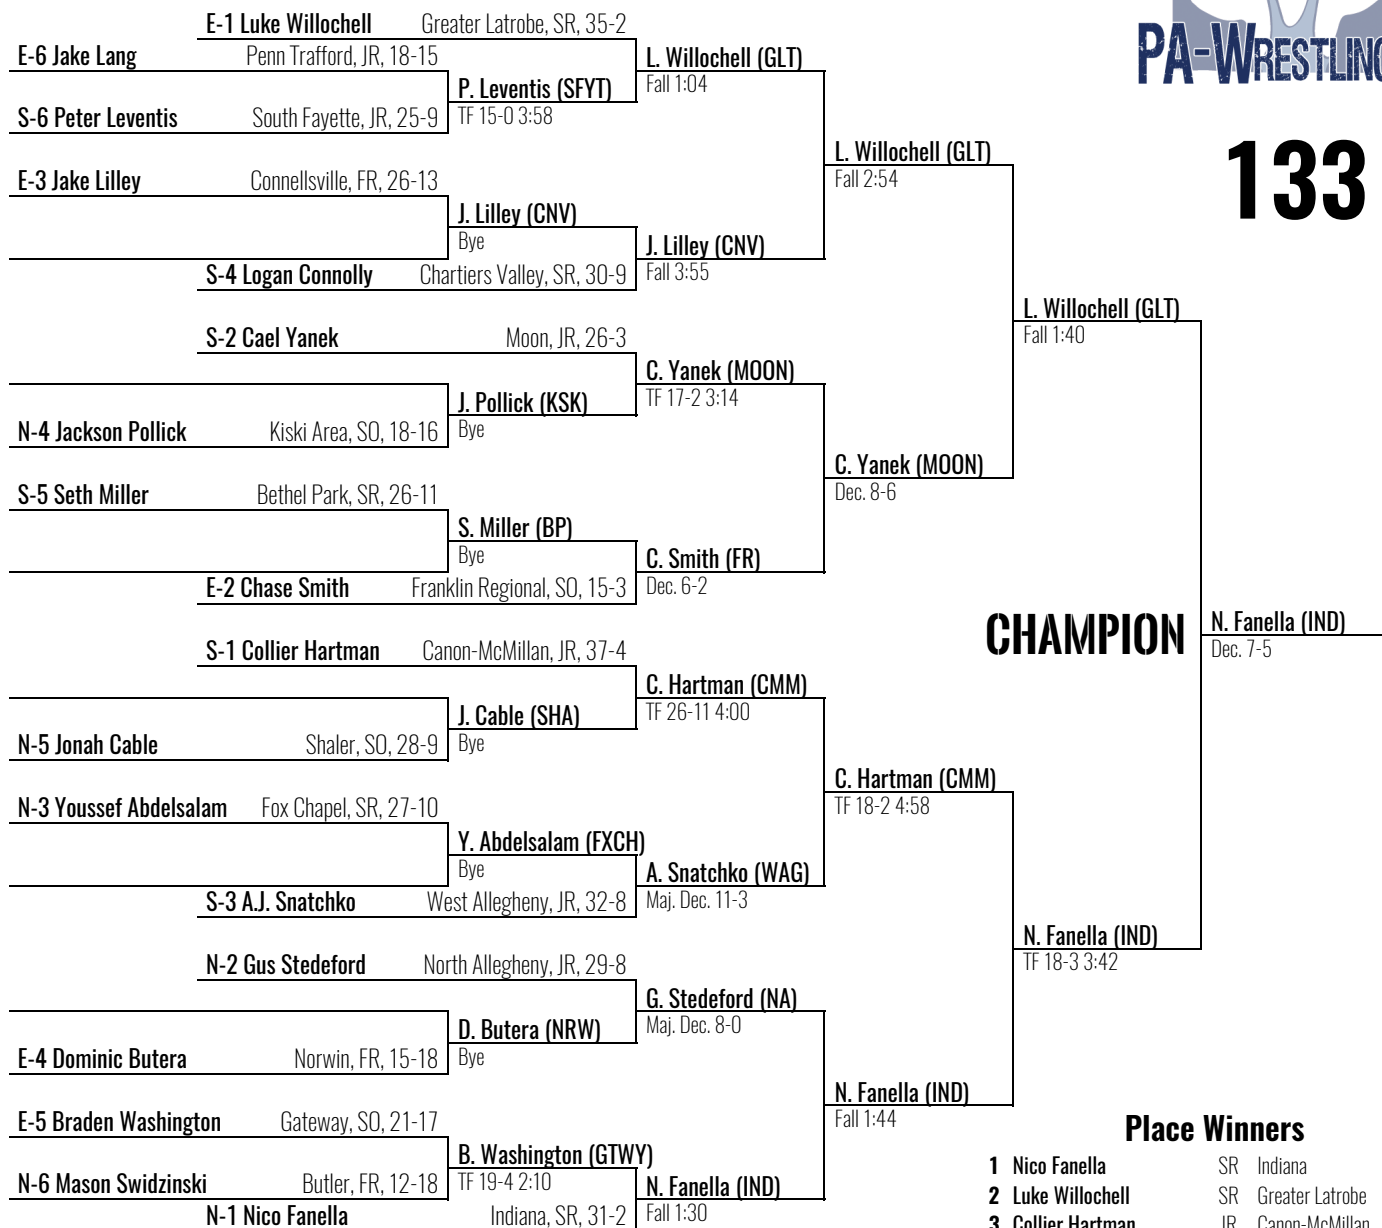 E-1 Luke Willochell Greater Latrobe, SR, 35-2
E-6 Jake Lang Penn Trafford, JR, 18-15
L. Willochell (GLT)
Fall 1:04
P. Leventis (SFYT)
TF 15-0 3:58
S-6 Peter Leventis South Fayette, JR, 25-9
PA-WRESTLING
133
L. Willochell (GLT)
Fall 2:54
E-3 Jake Lilley Connellsville, FR, 26-13
J. Lilley (CNV)
Bye
J. Lilley (CNV)
Fall 3:55
S-4 Logan Connolly Chartiers Valley, SR, 30-9
L. Willochell (GLT)
Fall 1:40
S-2 Cael Yanek Moon, JR, 26-3
C. Yanek (MOON)
TF 17-2 3:14
J. Pollick (KSK)
Bye
N-4 Jackson Pollick Kiski Area, SO, 18-16
C. Yanek (MOON)
Dec. 8-6
S-5 Seth Miller Bethel Park, SR, 26-11
S. Miller (BP)
Bye
C. Smith (FR)
Dec. 6-2
E-2 Chase Smith Franklin Regional, SO, 15-3
CHAMPION
N. Fanella (IND)
Dec. 7-5
S-1 Collier Hartman Canon-McMillan, JR, 37-4
C. Hartman (CMM)
TF 26-11 4:00
J. Cable (SHA)
Bye
N-5 Jonah Cable Shaler, SO, 28-9
C. Hartman (CMM)
TF 18-2 4:58
N-3 Youssef Abdelsalam Fox Chapel, SR, 27-10
Y. Abdelsalam (FXCH)
Bye
A. Snatchko (WAG)
Maj. Dec. 11-3
S-3 A.J. Snatchko West Allegheny, JR, 32-8
N. Fanella (IND)
TF 18-3 3:42
N-2 Gus Stedeford North Allegheny, JR, 29-8
G. Stedeford (NA)
Maj. Dec. 8-0
D. Butera (NRW)
Bye
E-4 Dominic Butera Norwin, FR, 15-18
N. Fanella (IND)
Fall 1:44
E-5 Braden Washington Gateway, SO, 21-17
B. Washington (GTWY)
TF 19-4 2:10
N-6 Mason Swidzinski Butler, FR, 12-18
N. Fanella (IND)
Fall 1:30
N-1 Nico Fanella Indiana, SR, 31-2
Place Winners
1 Nico Fanella SR Indiana
2 Luke Willochell SR Greater Latrobe
3 Collier Hartman JR Canon-McMillan